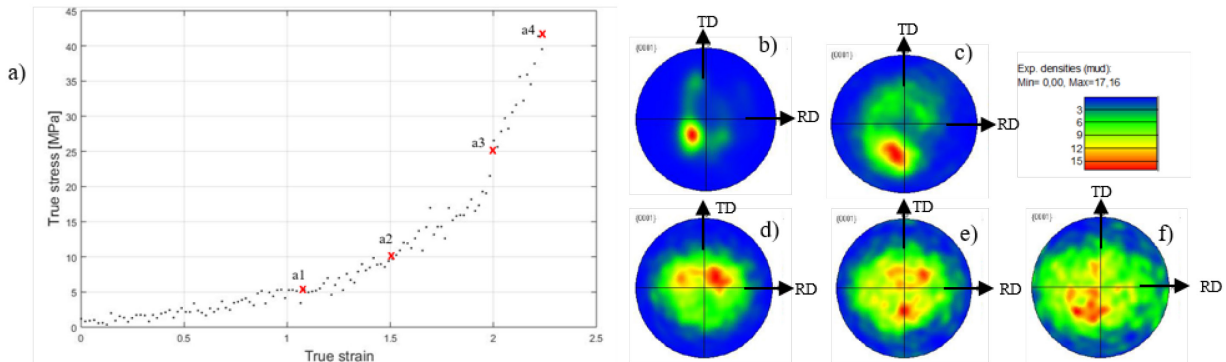 a)
True stress [MPa]
45
40
35
30
25
20
15
10
5
0
a1
a2
a3
a4
0
0.5
1
1.5
2
2.5
True strain
{0001}
TD
b)
RD
{0001}
TD
c)
RD
Exp. densities (mud):
Min= 0,00, Max=17,16
3
6
9
12
15
{0001}
TD
d)
RD
{0001}
TD
e)
RD
{0001}
TD
f)
RD